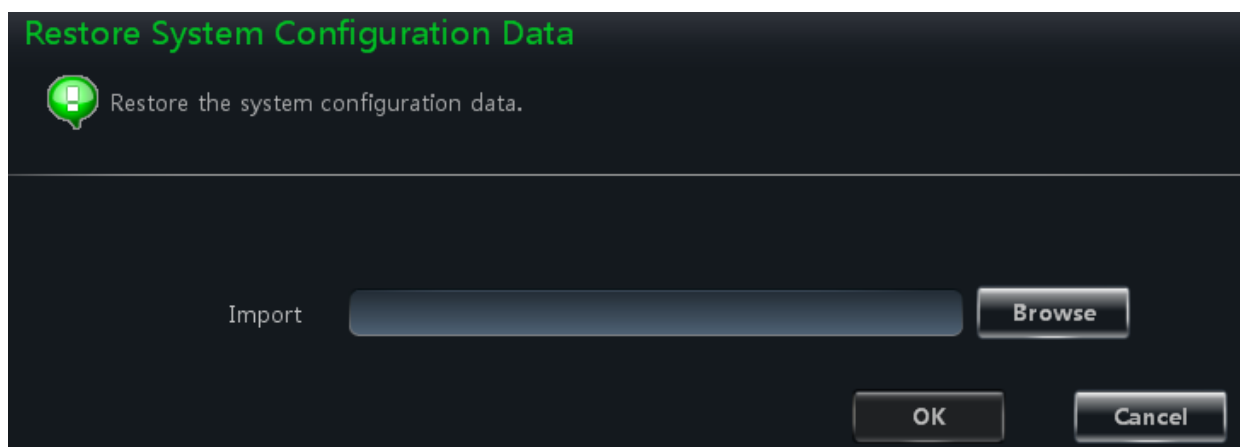 Restore System Configuration Data
Restore the system configuration data.
Import
Browse
OK
Cancel